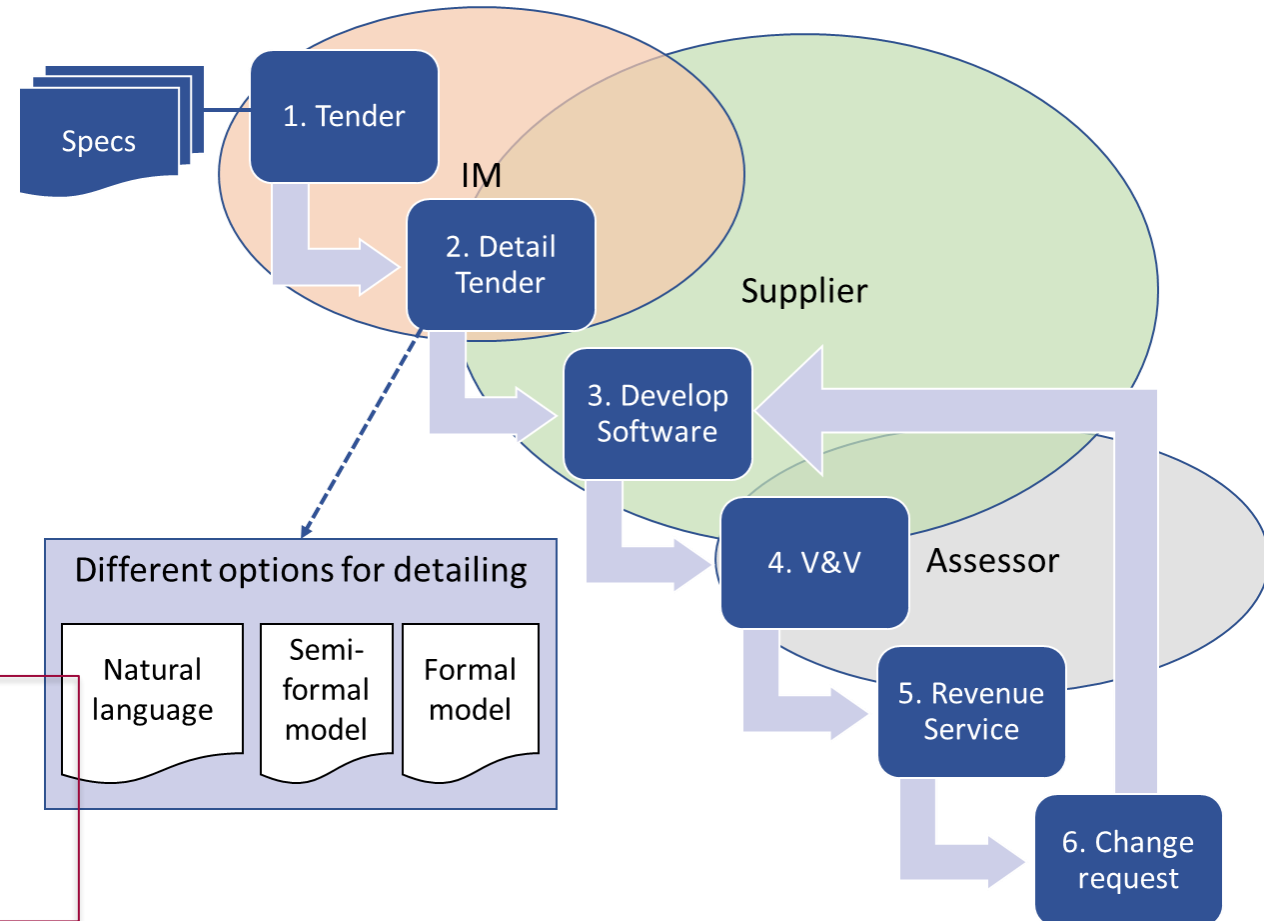 Specs
1. Tender
IM
2. Detail
Tender
Supplier
3. Develop
Software
4. V&V
Assessor
Different options for detailing
Natural
language
Semi-
formal
model
Formal
model
5. Revenue
Service
6. Change
request